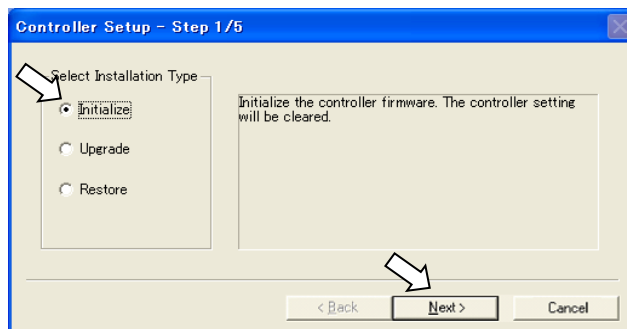 Controller Setup - Step 1/5
Select Installation Type
Initialize
Initialize the controller firmware. The controller setting
will be cleared.
Upgrade
Restore
< Back
Next >
Cancel